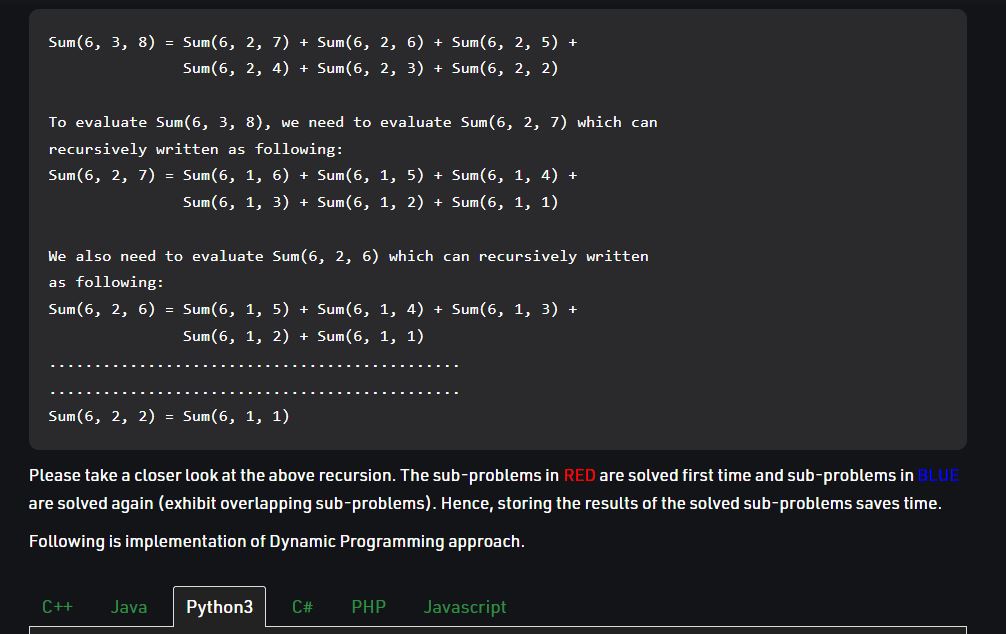 Sum(6, 3, 8) = Sum(6, 2, 7) + Sum(6, 2, 6) + Sum(6, 2, 5) +
Sum(6, 2, 4) + Sum(6, 2, 3) + Sum(6, 2, 2)
To evaluate Sum(6, 3, 8), we need to evaluate Sum(6, 2, 7) which can
recursively written as following:
Sum(6, 2, 7) = Sum(6, 1, 6) + Sum(6, 1, 5) + Sum(6, 1, 4) +
Sum(6, 1, 3) + Sum(6, 1, 2) + Sum(6, 1, 1)
We also need to evaluate Sum(6, 2, 6) which can recursively written
as following:
Sum(6, 2, 6) = Sum(6, 1, 5) + Sum(6, 1, 4) + Sum(6, 1, 3) +
Sum(6, 1, 2) + Sum(6, 1, 1)
..............................................
..............................................
Sum(6, 2, 2) = Sum(6, 1, 1)
Please take a closer look at the above recursion. The sub-problems in RED are solved first time and sub-problems in BLUE
are solved again (exhibit overlapping sub-problems). Hence, storing the results of the solved sub-problems saves time.
Following is implementation of Dynamic Programming approach.
C++ Java Python3 C# PHP Javascript